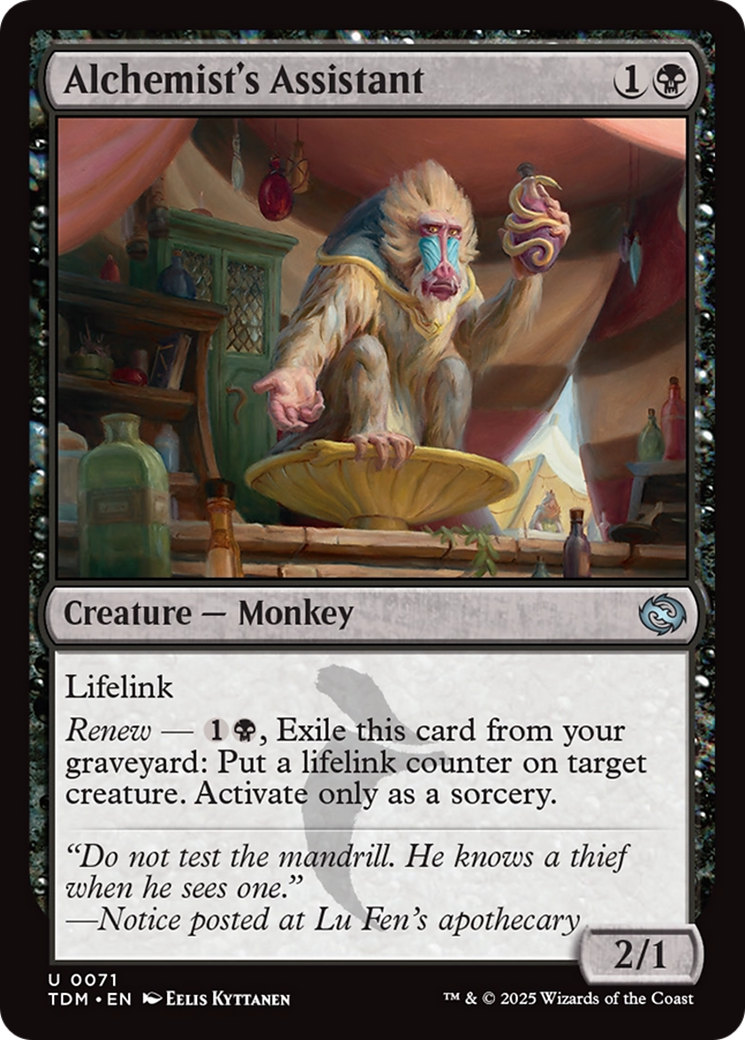 Alchemist's Assistant 1
Creature — Monkey
Lifelink
Renew — 1, Exile this card from your
graveyard: Put a lifelink counter on target
creature. Activate only as a sorcery.
“Do not test the mandrill. He knows a thief
when he sees one.”
—Notice posted at Lu Fen's apothecary
2/1
U 0071
TDM • EN Eelis Kyttanen
™ & © 2025 Wizards of the Coast